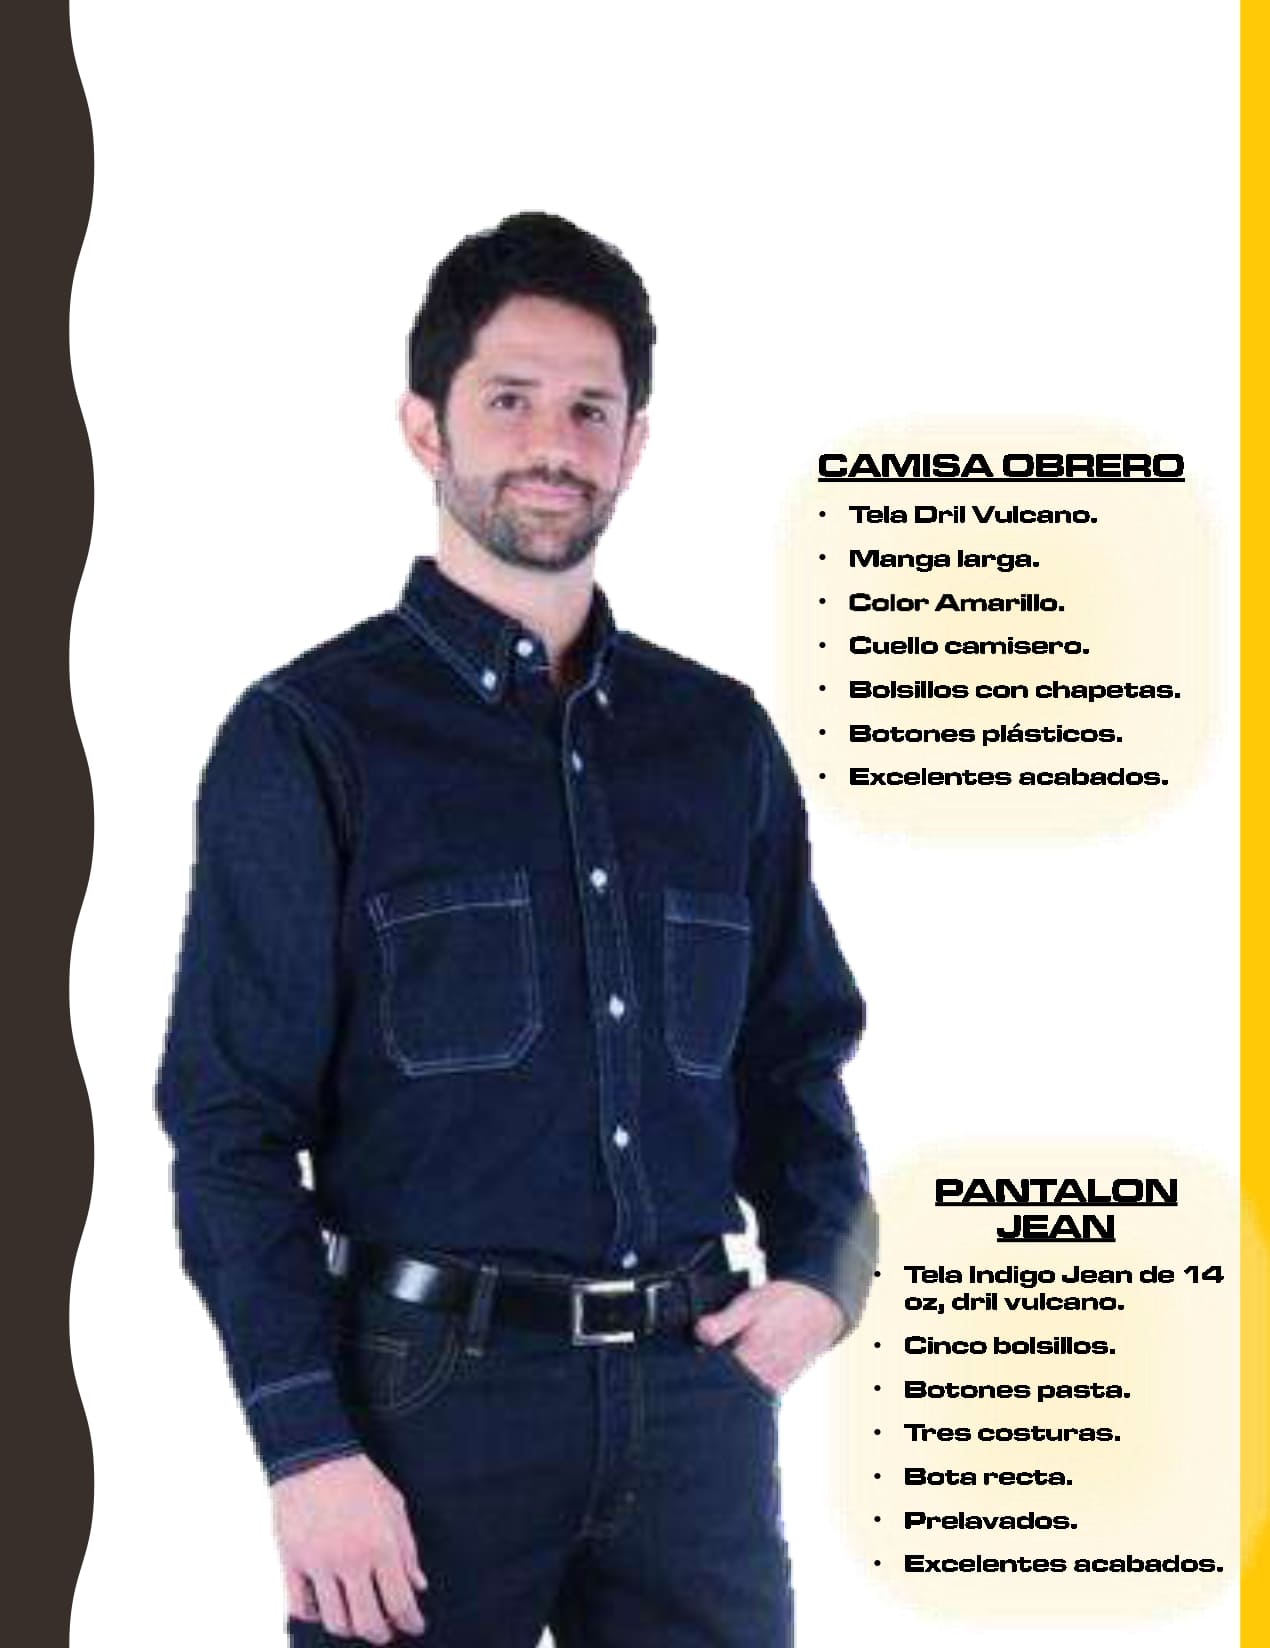 CAMISA OBRERO
• Tela Dril Vulcano.
• Manga larga.
• Color Amarillo.
• Cuello camisero.
• Bolsillos con chapetas.
• Botones plásticos.
• Excelentes acabados.
PANTALON
JEAN
• Tela Indigo Jean de 14
oz, dril vulcano.
• Cinco bolsillos.
• Botones pasta.
• Tres costuras.
• Bota recta.
• Prelavados.
• Excelentes acabados.